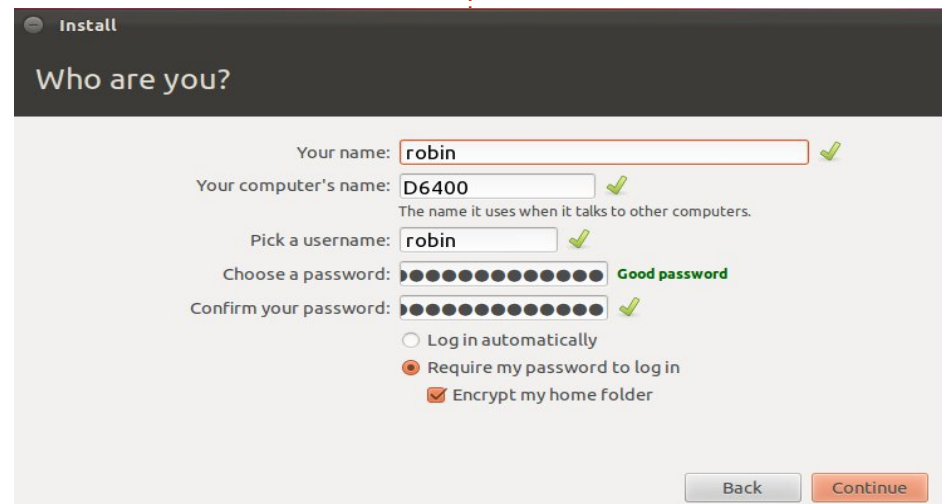 Install
Who are you?
Your name: robin
Your computer's name: D6400
The name it uses when it talks to other computers.
Pick a username: robin
Choose a password: Good password
Confirm your password:
Log in automatically
Require my password to log in
Encrypt my home folder
Back Continue